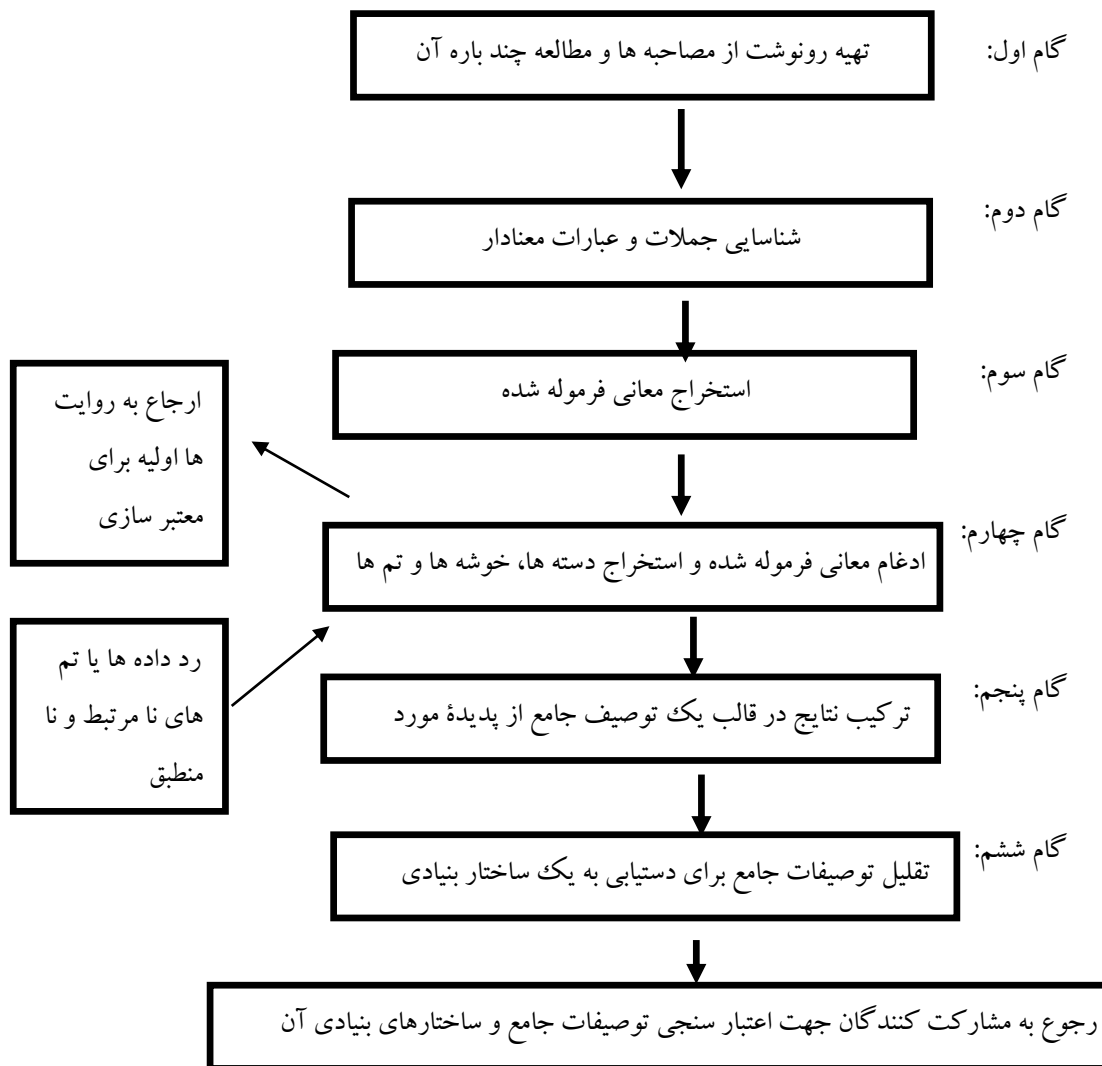 گام اول:
تهیه رونوشت از مصاحبه ها و مطالعه چند باره آن
گام دوم:
شناسایی جملات و عبارات معنادار
گام سوم:
استخراج معانی فرموله شده
ارجاع به روایت
ها اولیه برای
معتبر سازی
گام چهارم:
ادغام معانی فرموله شده و استخراج دسته ها، خوشه ها و تم ها
رد داده ها یا تم
های نا مرتبط و نا
منطبق
گام پنجم:
ترکیب نتایج در قالب یک توصیف جامع از پدیدۀ مورد
گام ششم:
تقلیل توصیفات جامع برای دستیابی به یک ساختار بنیادی
رجوع به مشارکت کنندگان جهت اعتبار سنجی توصیفات جامع و ساختارهای بنیادی آن